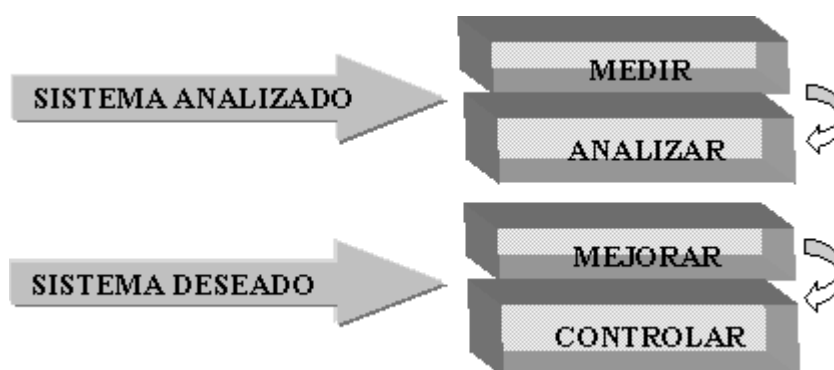 SISTEMA ANALIZADO
MEDIR
ANALIZAR
SISTEMA DESEADO
MEJORAR
CONTROLAR